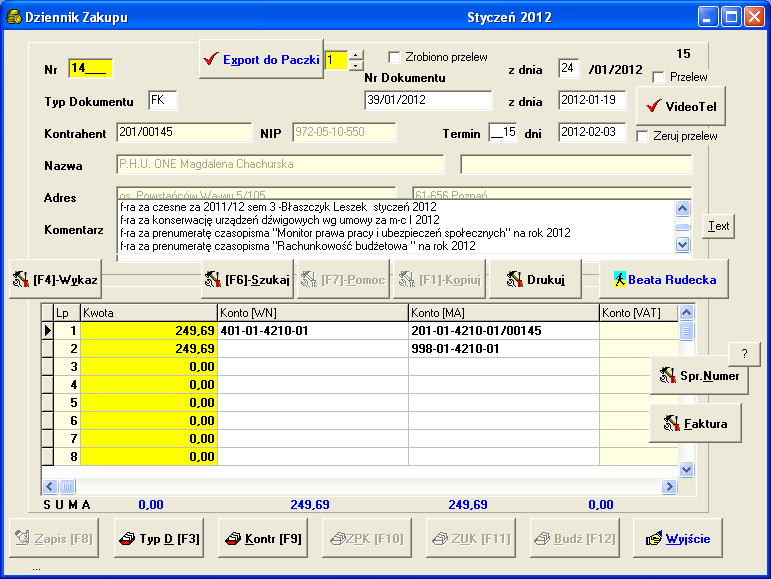 Dziennik Zakupu Styczeń 2012
Nr 14___ Export do Paczki 1 Zrobiono przelew z dnia 24 /01/2012 15
Nr Dokumentu Przelew
Typ Dokumentu FK 39/01/2012 z dnia 2012-01-19 VideoTel
Kontrahent 201/00145 NIP 972-05-10-550 Termin __15 dni 2012-02-03 Zeruj przelew
Nazwa P.H.U. ONE Magdalena Chachurska
Adres os. Powstańców Wa-wy 5/105 61-656 Poznań
Komentarz
f-ra za czesne za 2011/12 sem 3 -Błaszczyk Leszek styczeń 2012
f-ra za konserwację urządzeń dźwigowych wg umowy za m-c I 2012
f-ra za prenumeratę czasopisma "Monitor prawa pracy i ubezpieczeń społecznych" na rok 2012
f-ra za prenumeratę czasopisma "Rachunkowość budżetowa " na rok 2012
Text
[F4]-Wykaz [F6]-Szukaj [F7]-Pomoc [F1]-Kopiuj Drukuj Beata Rudecka
Lp Kwota Konto [WN] Konto [MA] Konto [VAT]
1 249,69 401-01-4210-01 201-01-4210-01/00145
2 249,69 998-01-4210-01
3 0,00
4 0,00
5 0,00
6 0,00
7 0,00
8 0,00
?
Spr.Numer
Faktura
S U M A 0,00 249,69 249,69 0,00
Zapis [F8] Typ D [F3] Kontr [F9] ZPK [F10] ZUK [F11] Budż [F12] Wyjście
...